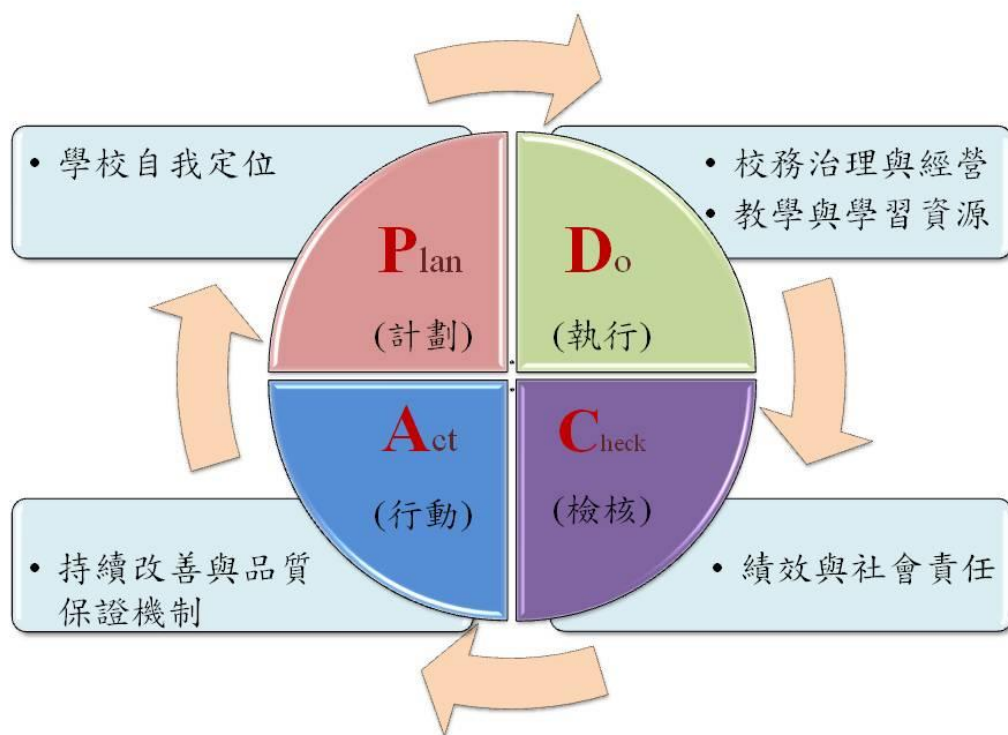 • 學校自我定位
• 校務治理與經營
• 教學與學習資源
Plan
(計劃)
Do
(執行)
Act
(行動)
Check
(檢核)
• 持續改善與品質
保證機制
• 績效與社會責任